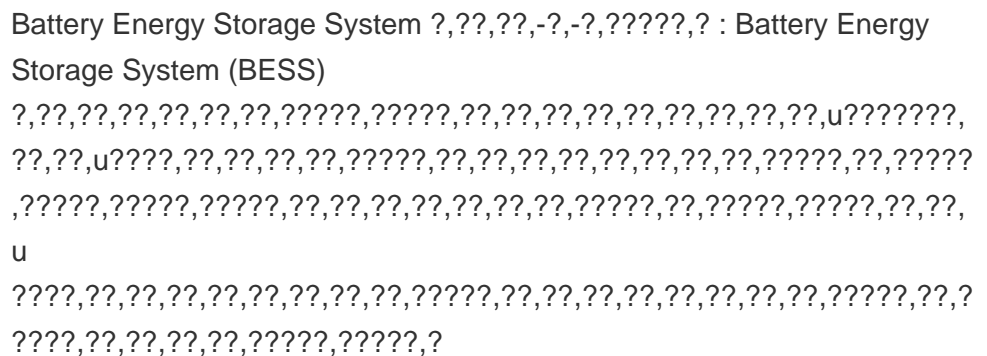 Battery Energy Storage System ?,??,??,-?,-?,?????,? : Battery Energy
Storage System (BESS)
?,??,??,??,??,??,??,?????,?????,??,??,??,??,??,??,??,??,??,u???????,
??,??,u????,??,??,??,??,?????,??,??,??,??,??,??,??,??,?????,??,?????
,?????,?????,?????,??,??,??,??,??,??,??,?????,??,?????,?????,??,??,
u
????,??,??,??,??,??,??,??,??,?????,??,??,??,??,??,??,??,??,?????,??,?
????,??,??,??,??,?????,?????,?